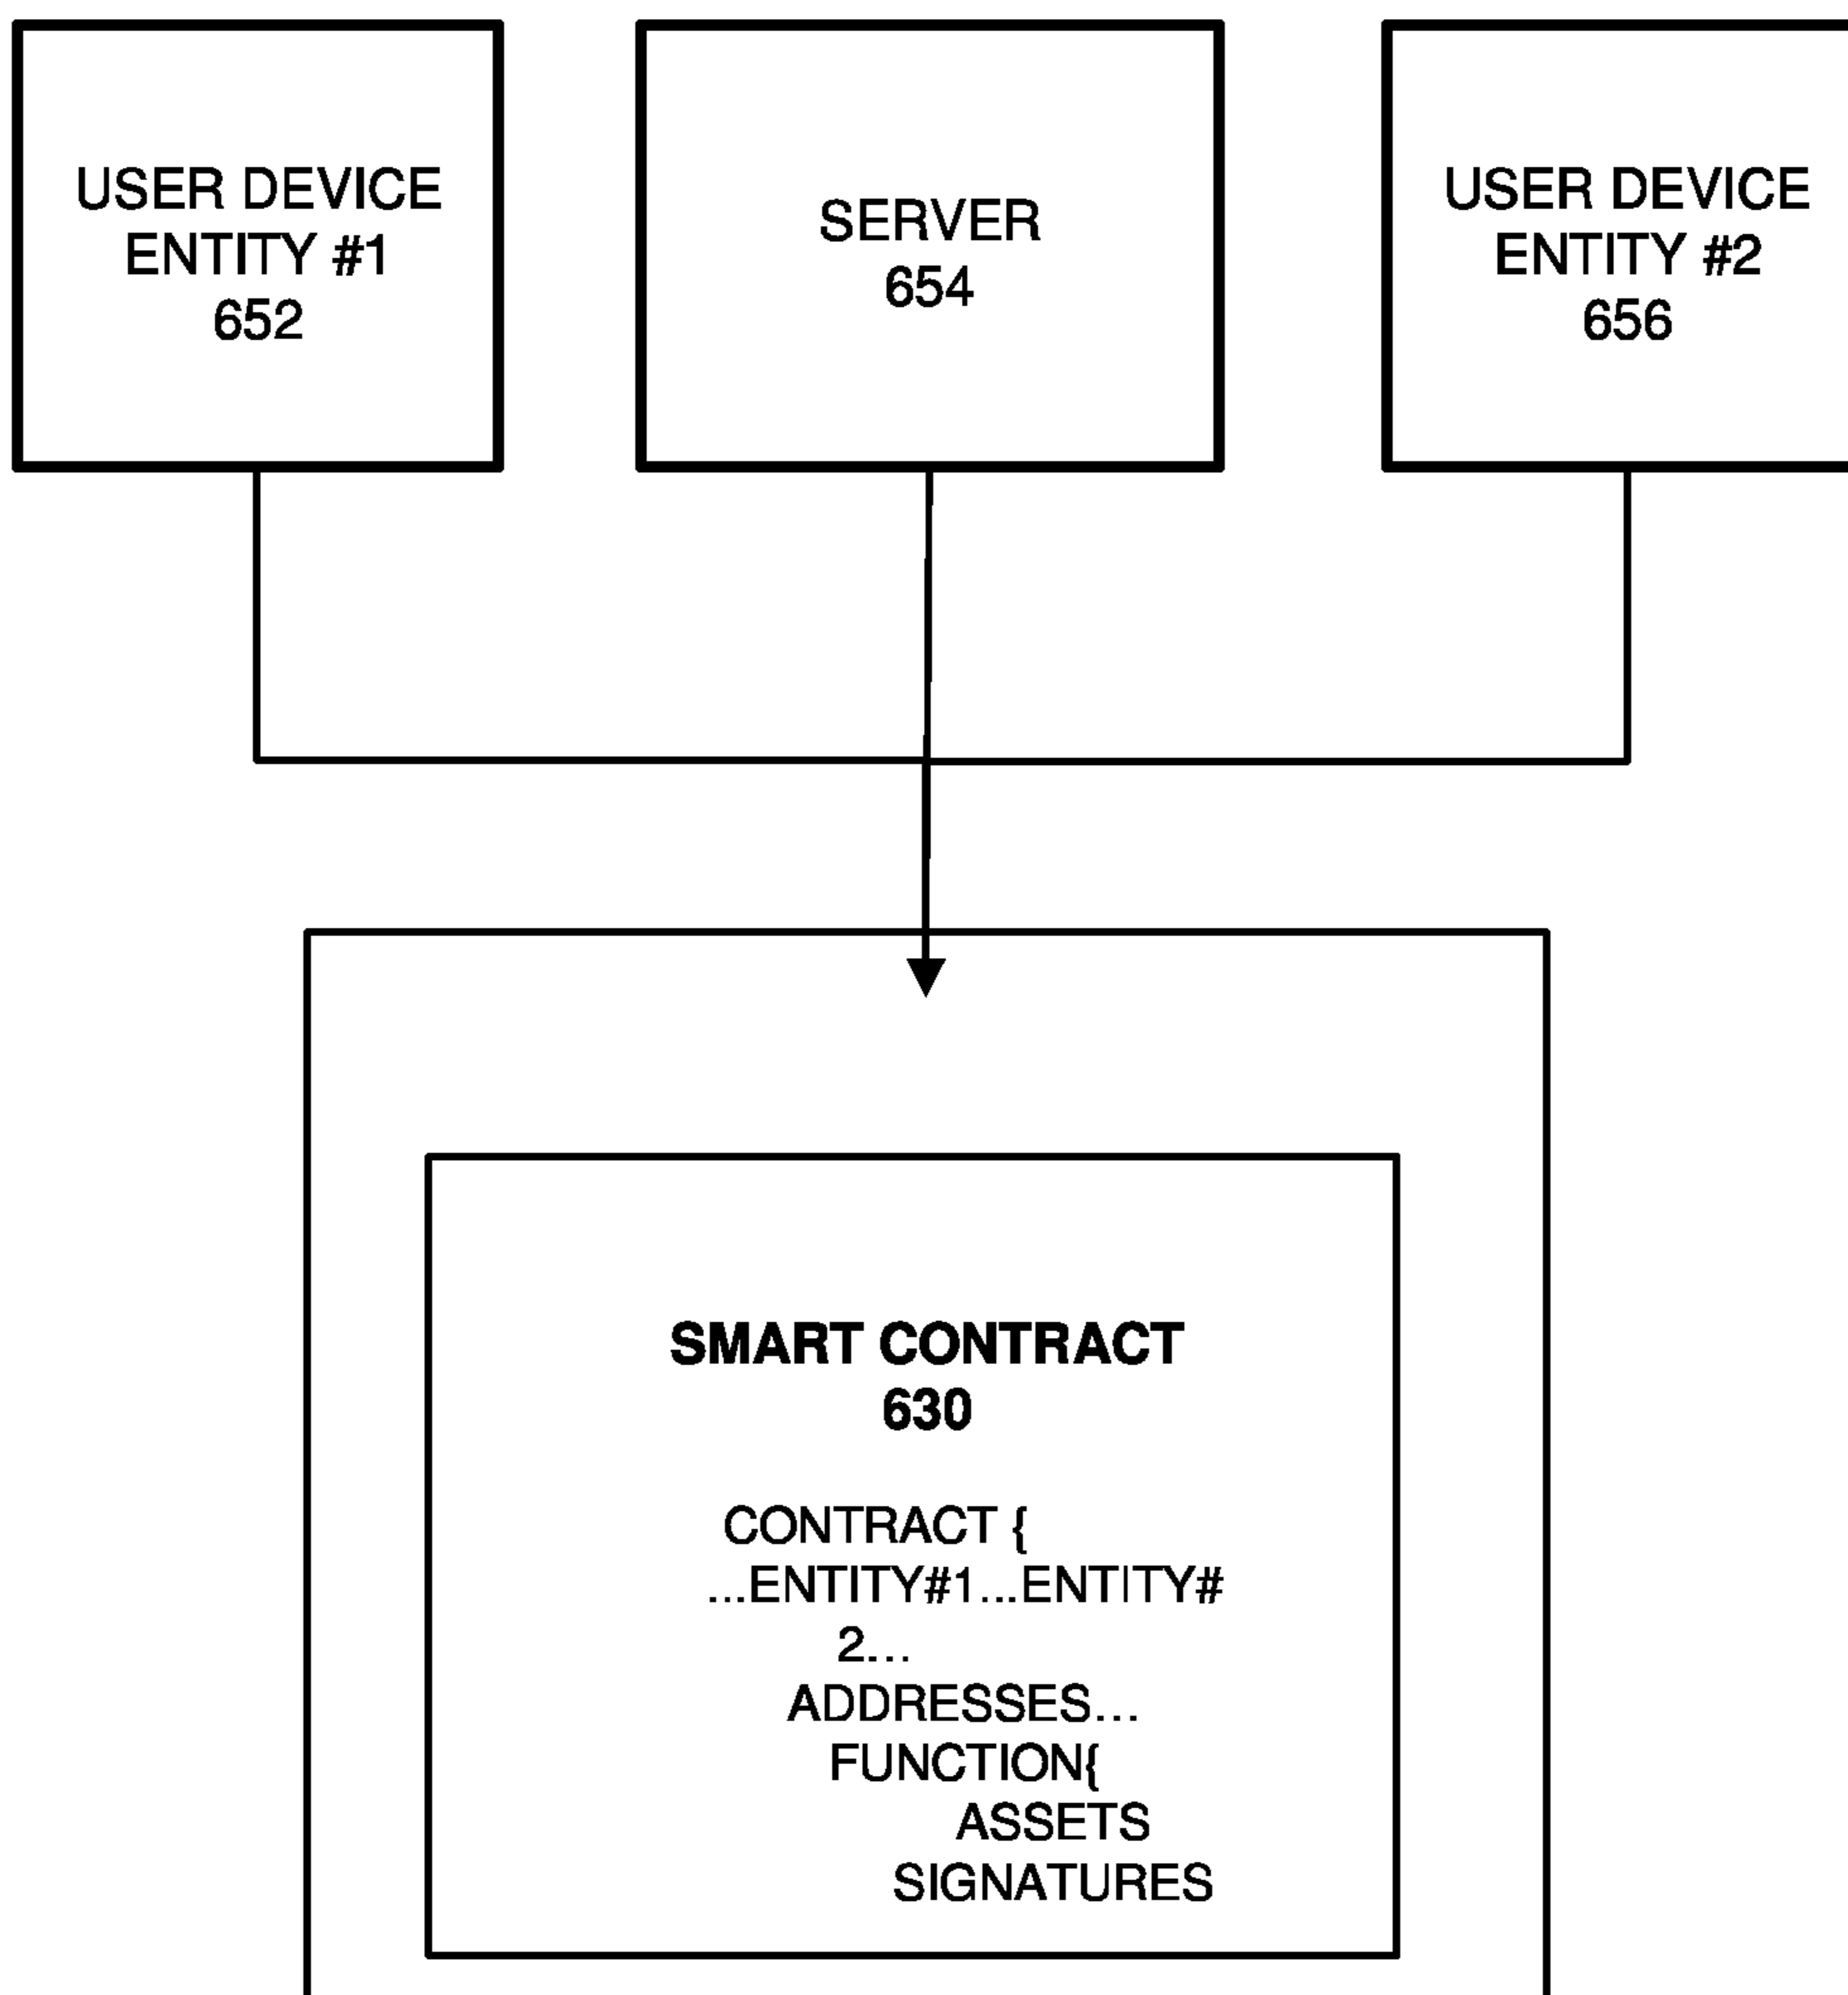 USER DEVICE
ENTITY #1
652
SERVER
654
USER DEVICE
ENTITY #2
656
SMART CONTRACT
630
CONTRACT {
...ENTITY#1...ENTITY#
2...
ADDRESSES...
FUNCTION{
ASSETS
SIGNATURES